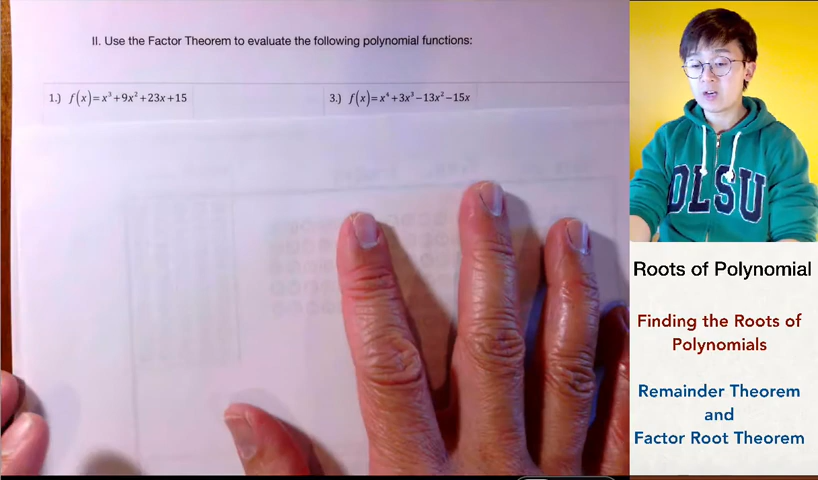 II. Use the Factor Theorem to evaluate the following polynomial functions:
1.) f(x)=x³+9x²+23x+15
3.) f(x)=x⁴+3x³−13x²−15x
DLSU
Roots of Polynomial
Finding the Roots of
Polynomials
Remainder Theorem
and
Factor Root Theorem